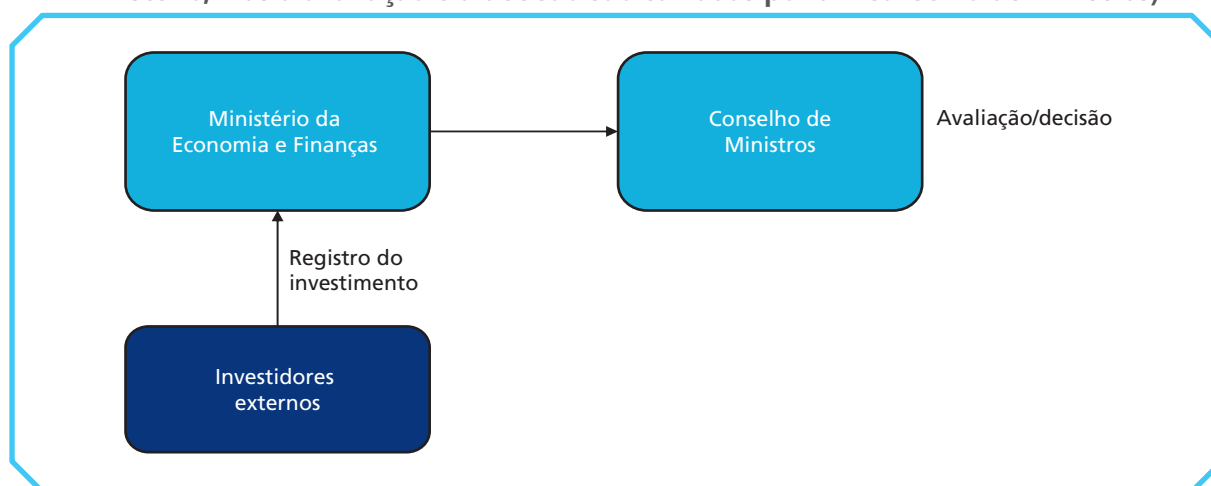 Ministério da
Economia e Finanças
Conselho de
Ministros
Avaliação/decisão
Registro do
investimento
Investidores
externos